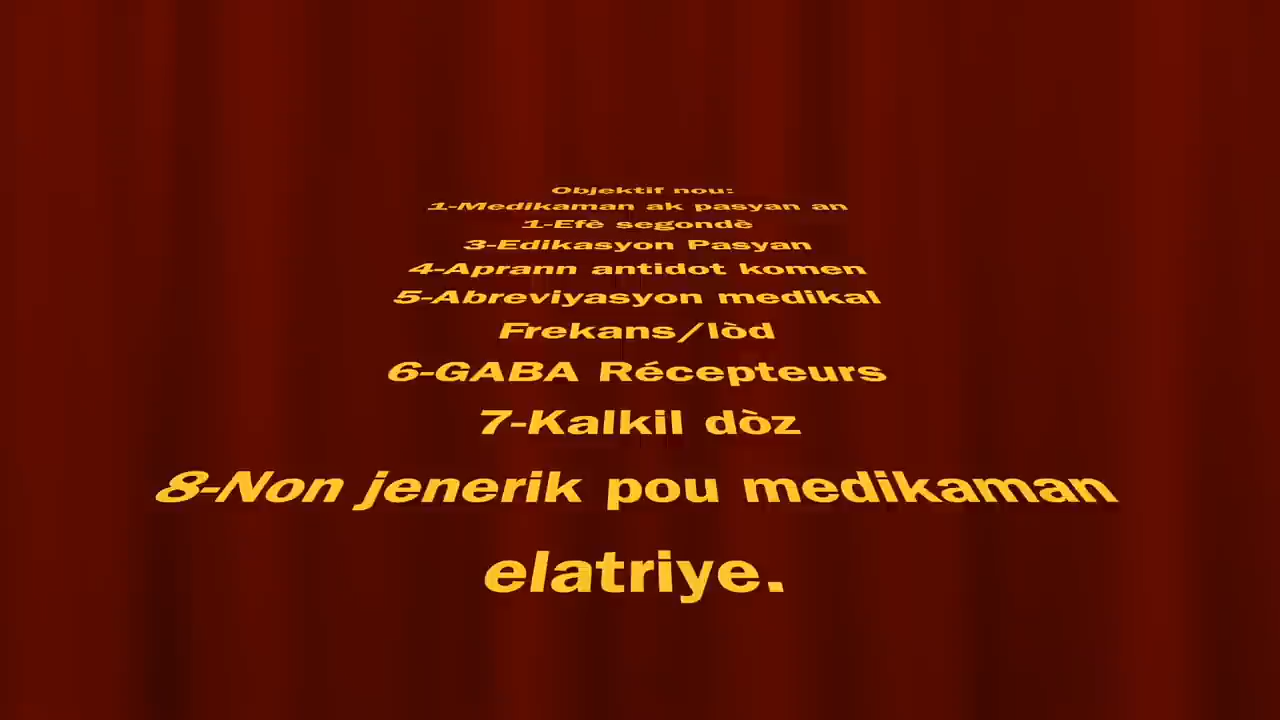 Objektif nou:
1-Medikaman ak pasyan an
1-Efè segondè
3-Edikasyon Pasyan
4-Aprann antidot komen
5-Abreviyasyon medikal
Frekans/lòd
6-GABA Récepteurs
7-Kalkil dòz
8-Non jenerik pou medikaman
elatriye.